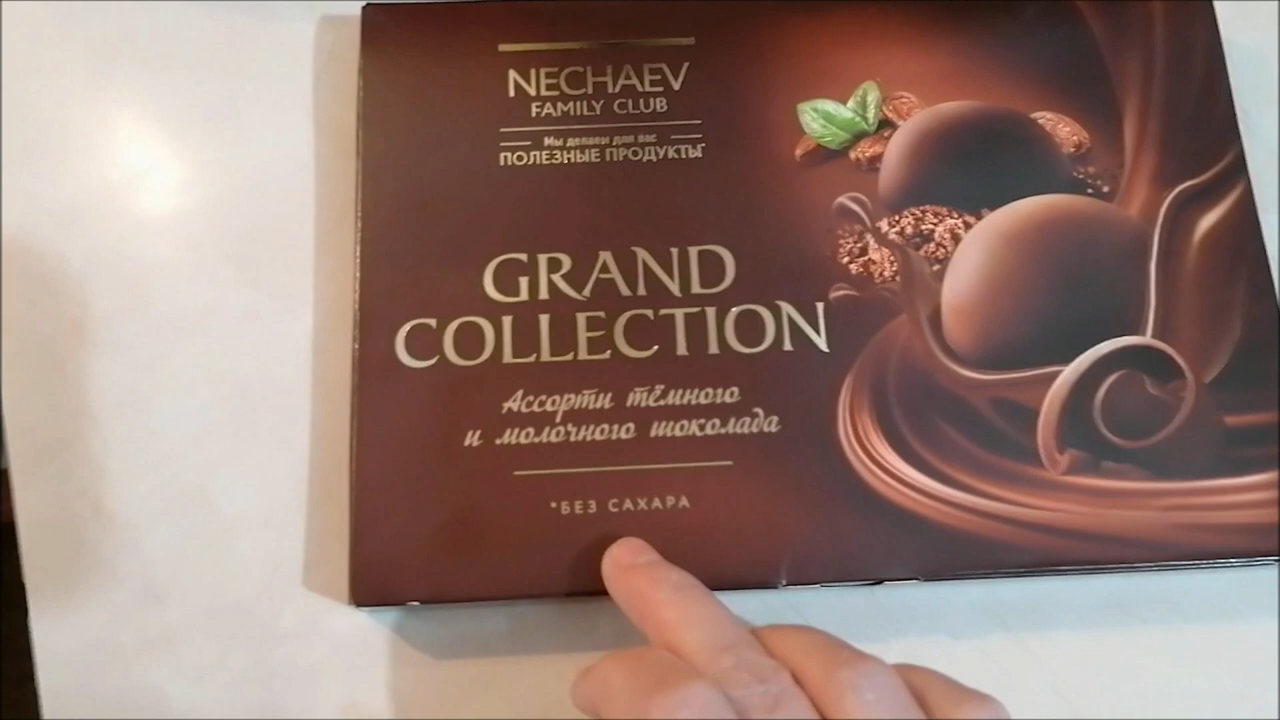 NECHAEV
FAMILY CLUB
Мы делаем для вас
ПОЛЕЗНЫЕ ПРОДУКТЫ
GRAND
COLLECTION
Ассорти тёмного
и молочного шоколада
*БЕЗ САХАРА